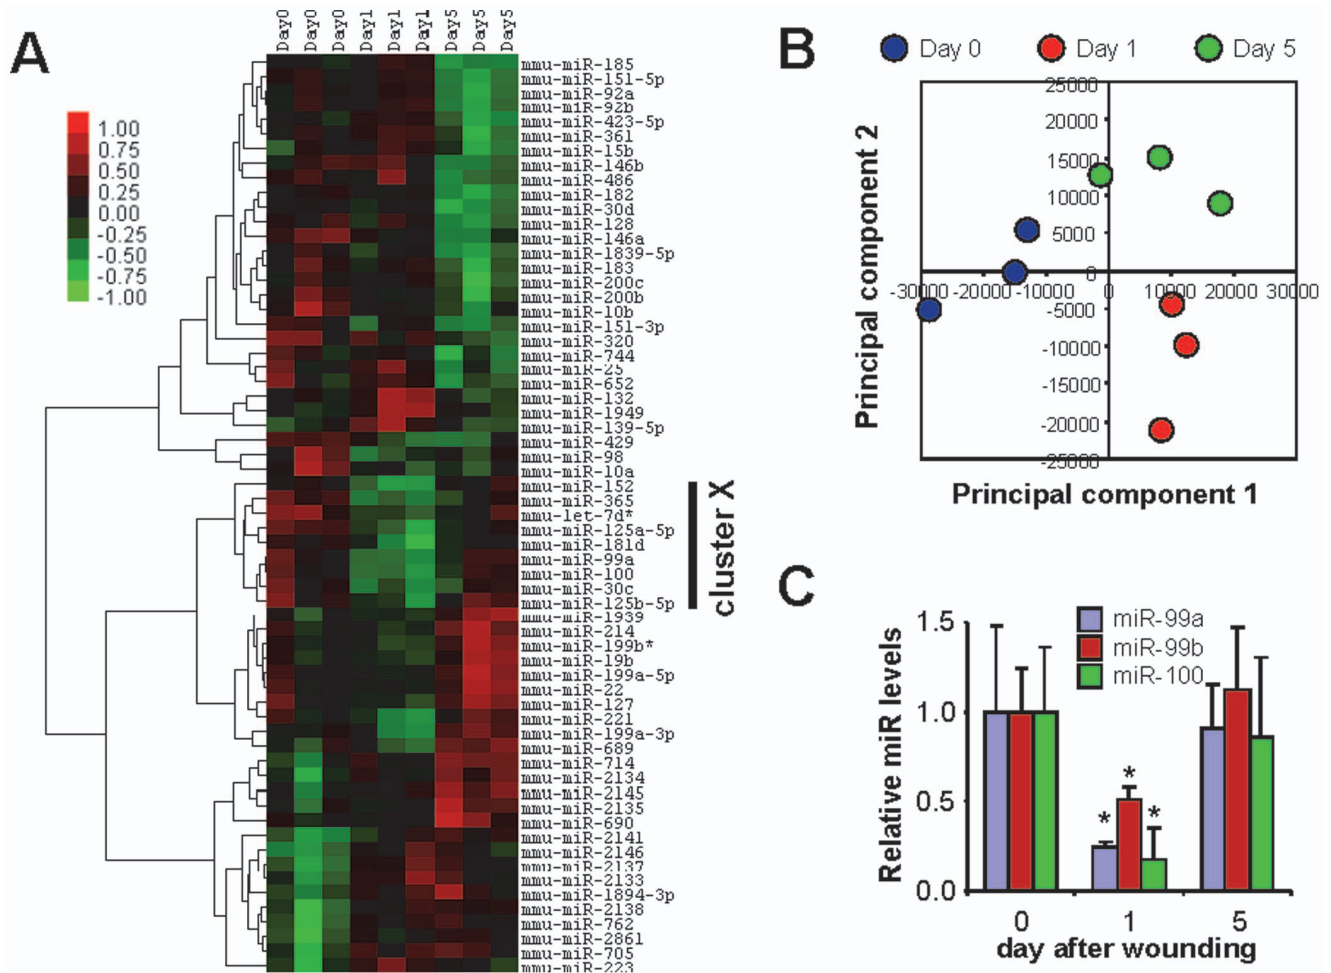 A
Day0
Day0
Day0
Day1
Day1
Day1
Day5
Day5
Day5
1.00
0.75
0.50
0.25
0.00
-0.25
-0.50
-0.75
-1.00
mmu-miR-185
mmu-miR-151-5p
mmu-miR-92a
mmu-miR-92b
mmu-miR-423-5p
mmu-miR-361
mmu-miR-15b
mmu-miR-146b
mmu-miR-486
mmu-miR-182
mmu-miR-30d
mmu-miR-128
mmu-miR-146a
mmu-miR-1839-5p
mmu-miR-183
mmu-miR-200c
mmu-miR-200b
mmu-miR-10b
mmu-miR-151-3p
mmu-miR-320
mmu-miR-744
mmu-miR-25
mmu-miR-652
mmu-miR-132
mmu-miR-1949
mmu-miR-139-5p
mmu-miR-429
mmu-miR-98
mmu-miR-10a
mmu-miR-152
mmu-miR-365
mmu-let-7d*
mmu-miR-125a-5p
mmu-miR-181d
mmu-miR-99a
mmu-miR-100
mmu-miR-30c
mmu-miR-125b-5p
mmu-miR-1939
mmu-miR-214
mmu-miR-199b*
mmu-miR-19b
mmu-miR-199a-5p
mmu-miR-22
mmu-miR-127
mmu-miR-221
mmu-miR-199a-3p
mmu-miR-689
mmu-miR-714
mmu-miR-2134
mmu-miR-2145
mmu-miR-2135
mmu-miR-690
mmu-miR-2141
mmu-miR-2146
mmu-miR-2137
mmu-miR-2133
mmu-miR-1894-3p
mmu-miR-2138
mmu-miR-762
mmu-miR-2861
mmu-miR-705
mmu-miR-223
cluster X
B
Day 0 Day 1 Day 5
Principal component 2
25000
20000
15000
10000
5000
0
-5000
-10000
-15000
-20000
-25000
-30000 -20000 -10000 0 10000 20000 30000
Principal component 1
C
miR-99a
miR-99b
miR-100
Relative miR levels
1.5
1.0
0.5
0.0
* * *
0 1 5
day after wounding